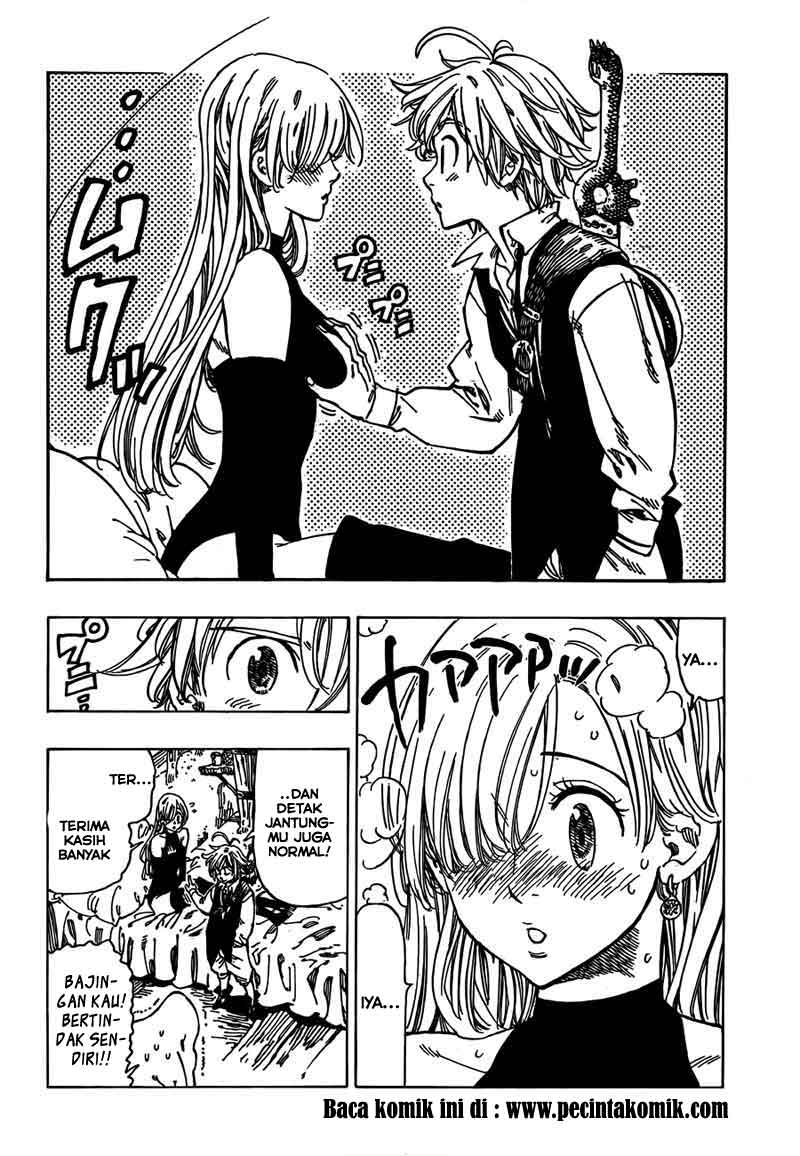 ムクッ
プニ
プニ
プニ
カァァァッ
YA...
IYA...
..DAN
DETAK
JANTUNG-
MU JUGA
NORMAL!
TER...
TERIMA
KASIH
BANYAK
BAJIN-
GAN KAU!
BERTIN-
DAK SEN-
DIRI!!
Baca komik ini di : www.pecintakomik.com